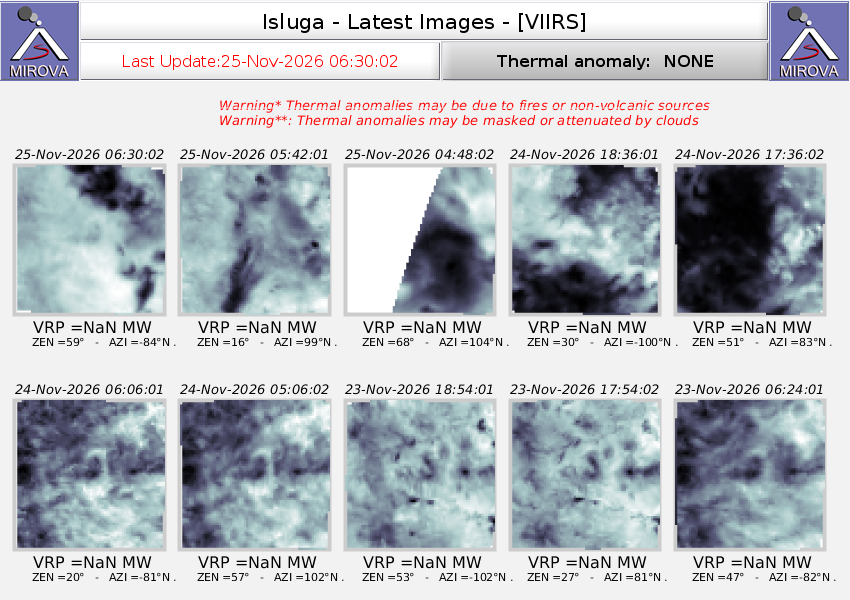 Isluga - Latest Images - [VIIRS]
MIROVA
Last Update:25-Nov-2026 06:30:02
Thermal anomaly: NONE
MIROVA
Warning* Thermal anomalies may be due to fires or non-volcanic sources
Warning**: Thermal anomalies may be masked or attenuated by clouds
25-Nov-2026 06:30:02
25-Nov-2026 05:42:01
25-Nov-2026 04:48:02
24-Nov-2026 18:36:01
24-Nov-2026 17:36:02
VRP =NaN MW
VRP =NaN MW
VRP =NaN MW
VRP =NaN MW
VRP =NaN MW
ZEN =59° - AZI =-84°N .
ZEN =16° - AZI =99°N .
ZEN =68° - AZI =104°N .
ZEN =30° - AZI =-100°N .
ZEN =51° - AZI =83°N .
24-Nov-2026 06:06:01
24-Nov-2026 05:06:02
23-Nov-2026 18:54:01
23-Nov-2026 17:54:02
23-Nov-2026 06:24:01
VRP =NaN MW
VRP =NaN MW
VRP =NaN MW
VRP =NaN MW
VRP =NaN MW
ZEN =20° - AZI =-81°N .
ZEN =57° - AZI =102°N .
ZEN =53° - AZI =-102°N .
ZEN =27° - AZI =81°N .
ZEN =47° - AZI =-82°N .